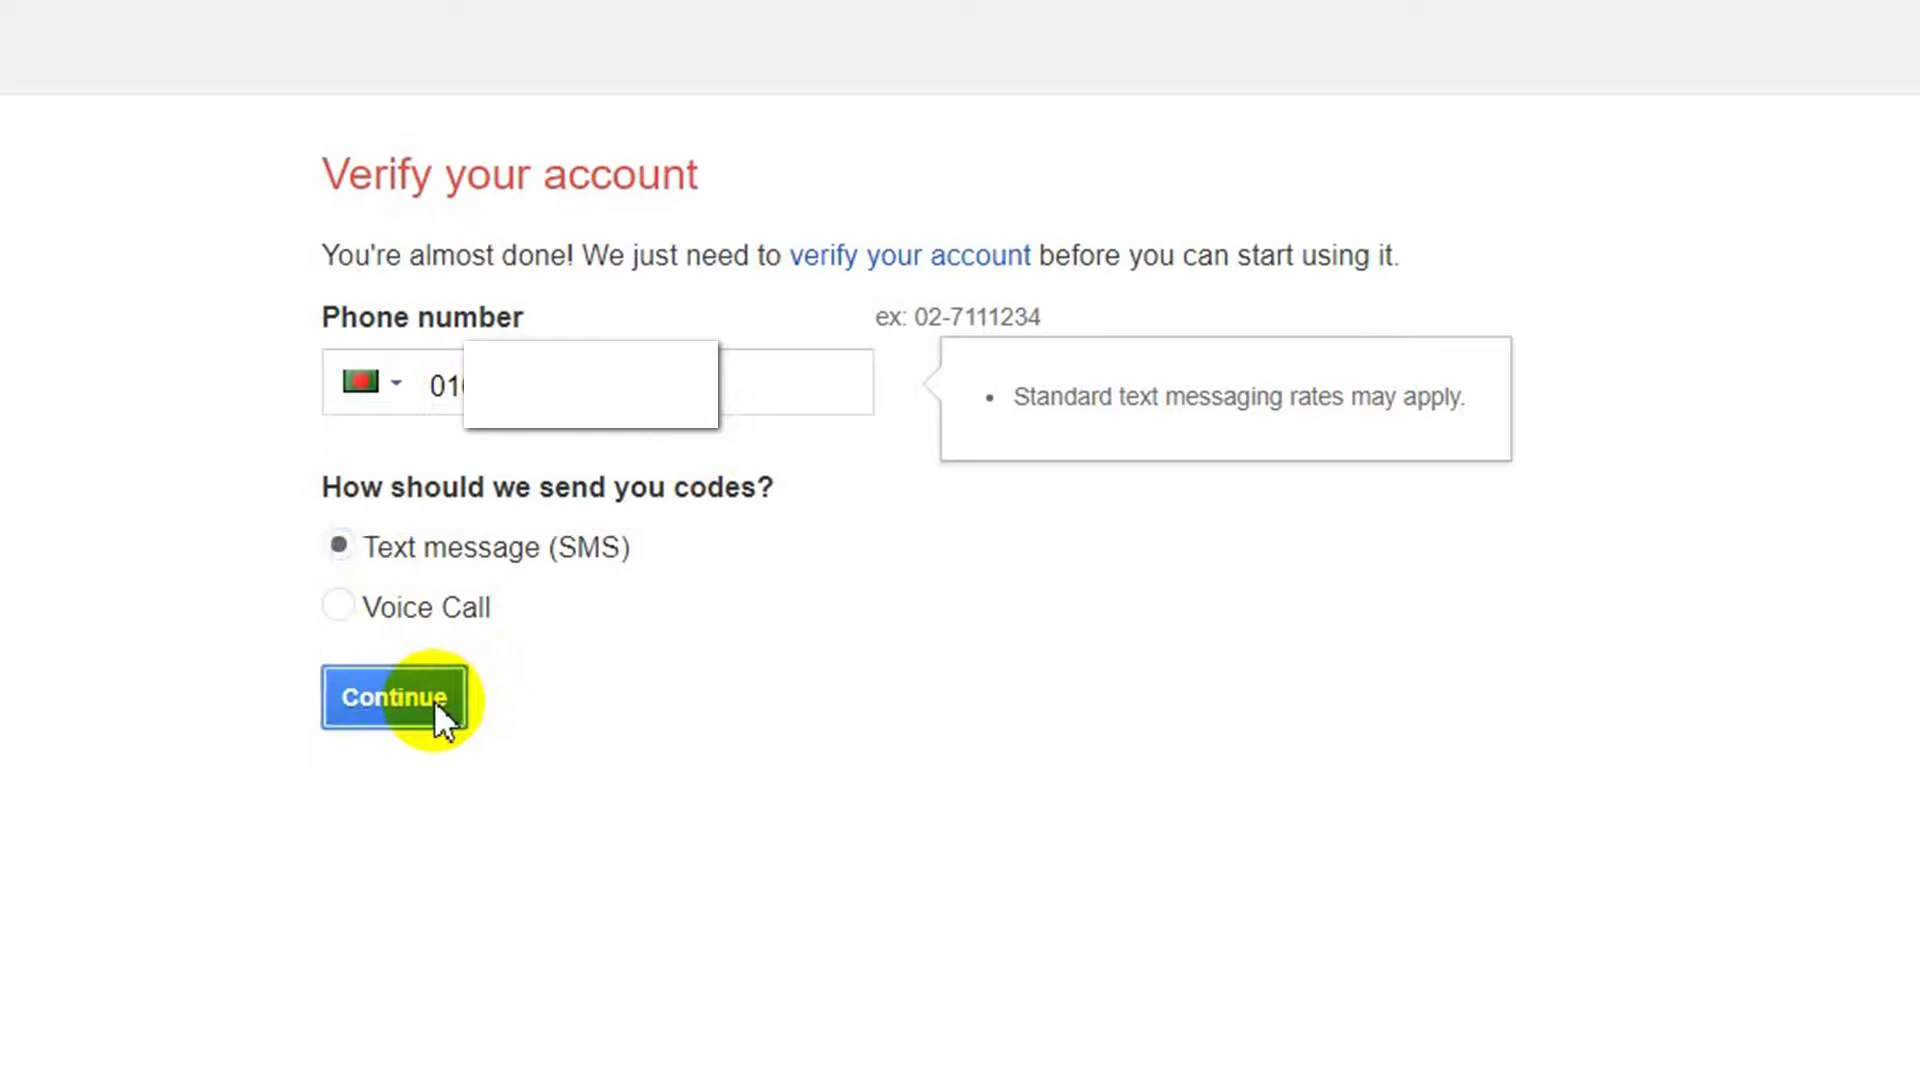 Verify your account
You're almost done! We just need to verify your account before you can start using it.
Phone number
ex: 02-7111234
01
Standard text messaging rates may apply.
How should we send you codes?
Text message (SMS)
Voice Call
Continue